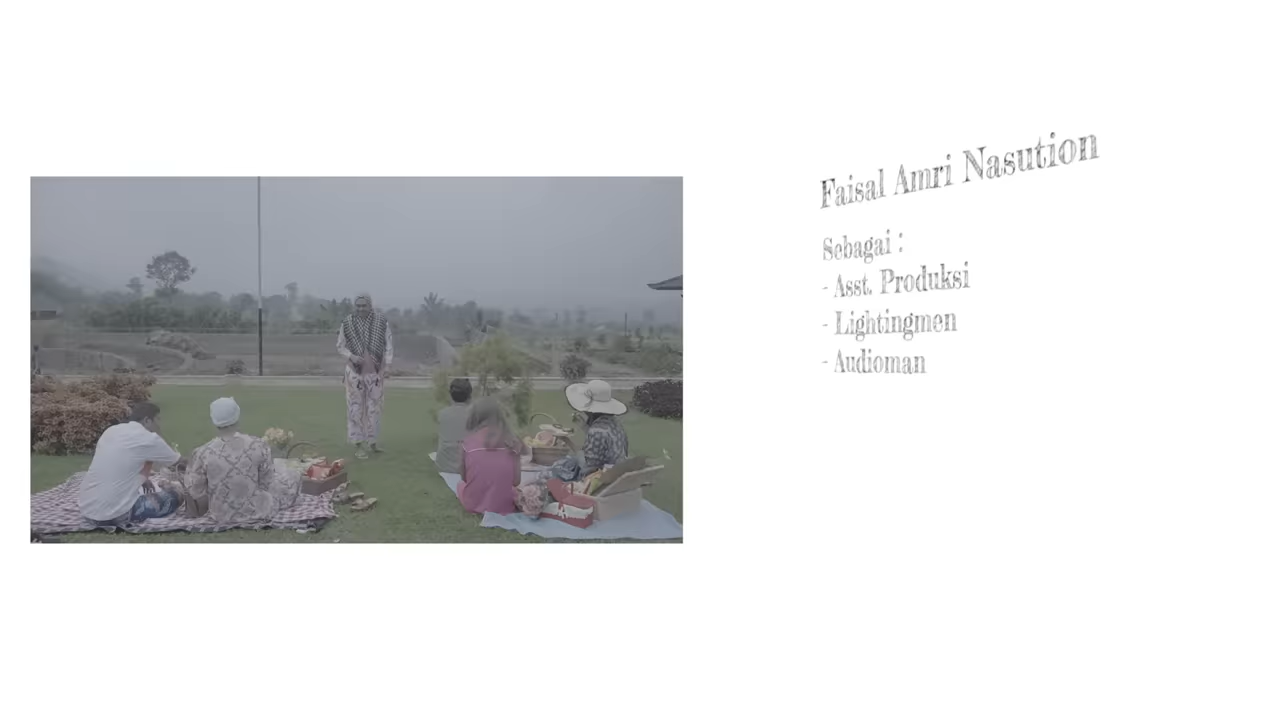 Faisal Amri Nasution
Sebagai :
- Asst. Produksi
- Lightingmen
- Audioman